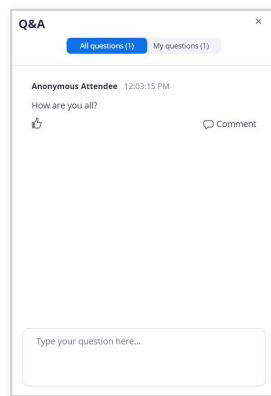 Q&A
All questions (1) My questions (1)
Anonymous Attendee 12:03:15 PM
How are you all?
Comment
Type your question here...